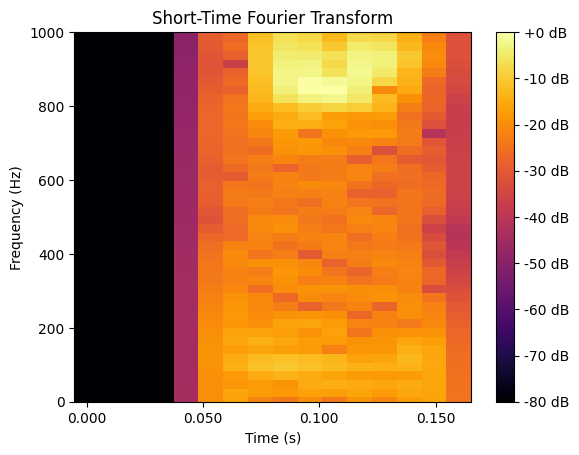 Short-Time Fourier Transform
1000
800
600
400
200
0
Frequency (Hz)
0.000
0.050
0.100
0.150
Time (s)
+0 dB
-10 dB
-20 dB
-30 dB
-40 dB
-50 dB
-60 dB
-70 dB
-80 dB